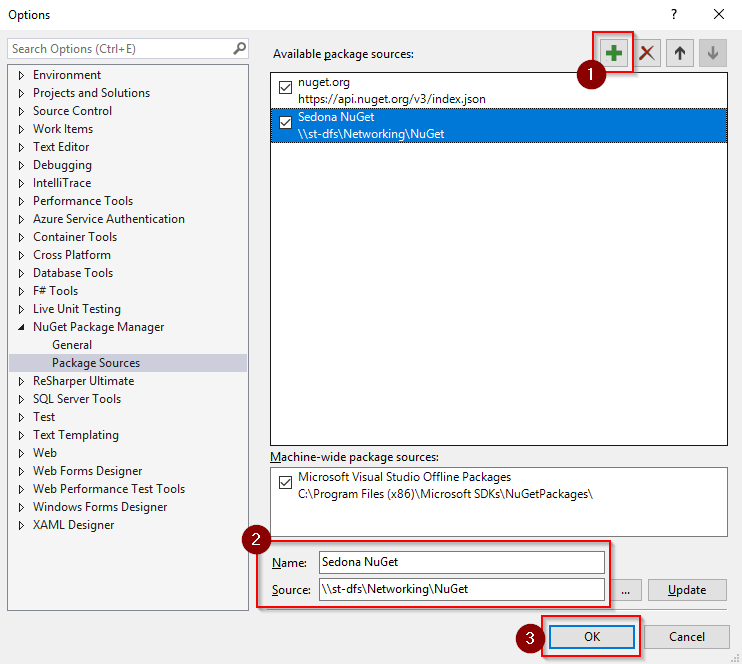 Options
?
Search Options (Ctrl+E)
Environment
Projects and Solutions
Source Control
Work Items
Text Editor
Debugging
IntelliTrace
Performance Tools
Azure Service Authentication
Container Tools
Cross Platform
Database Tools
F# Tools
Live Unit Testing
NuGet Package Manager
General
Package Sources
ReSharper Ultimate
SQL Server Tools
Test
Text Templating
Web
Web Forms Designer
Web Performance Test Tools
Windows Forms Designer
XAML Designer
Available package sources:
1
nuget.org
https://api.nuget.org/v3/index.json
Sedona NuGet
\\st-dfs\Networking\NuGet
Machine-wide package sources:
Microsoft Visual Studio Offline Packages
C:\Program Files (x86)\Microsoft SDKs\NuGetPackages\
2
Name: Sedona NuGet
Source: \\st-dfs\Networking\NuGet ... Update
3 OK Cancel